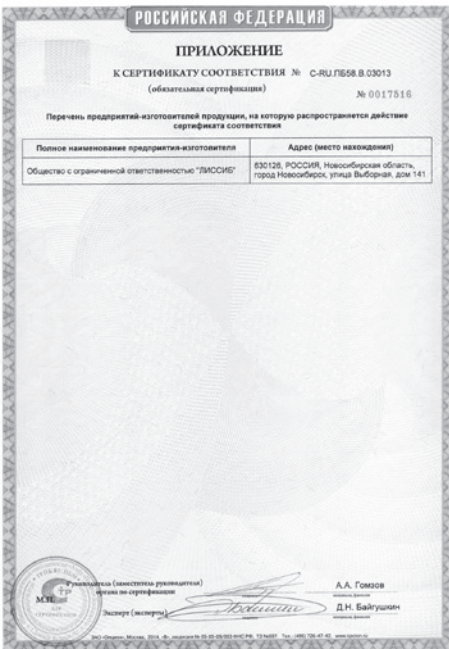 РОССИЙСКАЯ ФЕДЕРАЦИЯ
ПРИЛОЖЕНИЕ
К СЕРТИФИКАТУ СООТВЕТСТВИЯ № C-RU.ПБ58.В.03013
(обязательная сертификация)
№ 0017516
Перечень предприятий-изготовителей продукции, на которую распространяется действие
сертификата соответствия
Полное наименование предприятия-изготовителя
Адрес (место нахождения)
Общество с ограниченной ответственностью "ЛИССИБ"
630126, РОССИЯ, Новосибирская область,
город Новосибирск, улица Выборная, дом 141
Руководитель (заместитель руководителя)
органа по сертификации
А.А. Гомзов
М.П.
Эксперт (эксперты)
Д.Н. Байгушкин
ДЛЯ
СЕРТИФИКАТОВ